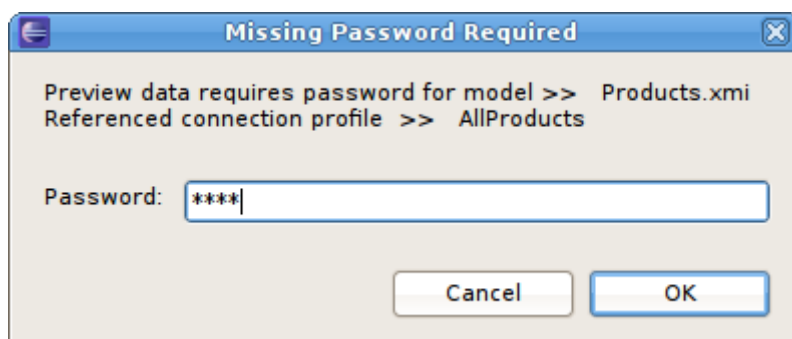 Missing Password Required
Preview data requires password for model >> Products.xmi
Referenced connection profile >> AllProducts
Password: ****
Cancel OK